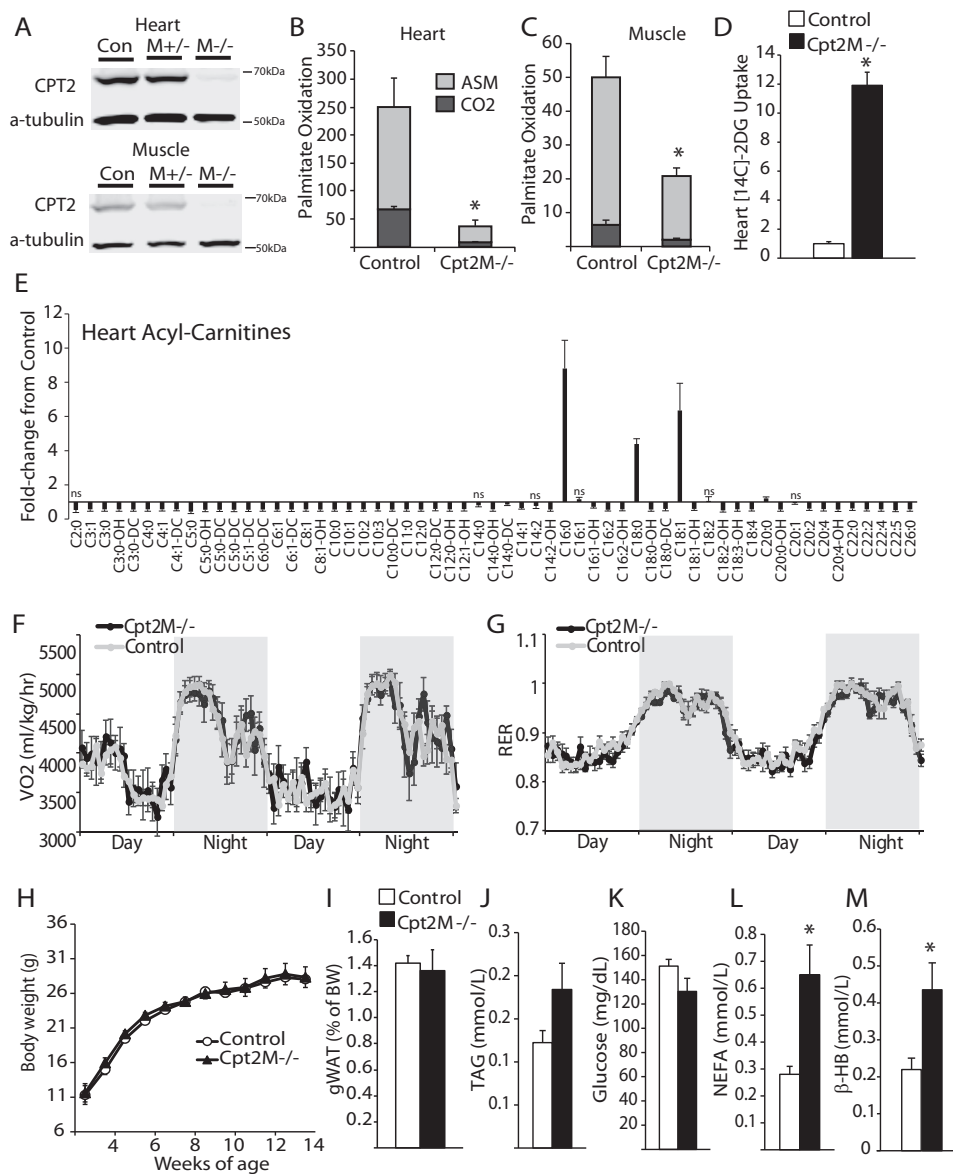 A
Heart
Con M+/- M-/-
CPT2
70kDa
a-tubulin
50kDa
Muscle
Con M+/- M-/-
CPT2
70kDa
a-tubulin
50kDa
B
Heart
Palmitate Oxidation
350
300
250
200
150
100
50
0
ASM
CO2
*
Control Cpt2M-/-
C
Muscle
Palmitate Oxidation
60
50
40
30
20
10
*
Control Cpt2M-/-
D
Control
Cpt2M-/-
Heart [14C]-2DG Uptake
14
12
10
8
6
4
2
0
*
E
Heart Acyl-Carnitines
Fold-change from Control
12
10
8
6
4
2
0
ns ns ns ns ns ns
C2:0
C3:1
C3:0
C3:0-OH
C3:0-DC
C4:0
C4:1
C4:1-DC
C5:0
C5:0-OH
C5:0-DC
C5:1-DC
C6:0-DC
C6:1
C6:1-DC
C8:1
C8:1-OH
C10:0
C10:1
C10:2
C10:3
C10:0-DC
C11:0
C12:1
C12:0
C12:0-DC
C12:0-OH
C12:1-OH
C14:0
C14:0-OH
C14:0-DC
C14:1
C14:2
C14:2-OH
C16:0
C16:1
C16:1-OH
C16:2
C16:2-OH
C18:0
C18:0-OH
C18:0-DC
C18:1
C18:1-OH
C18:2
C18:2-OH
C18:3-OH
C18:4
C20:0
C20:0-OH
C20:1
C20:2
C20:4
C20:4-OH
C22:0
C22:2
C22:4
C22:5
C26:0
F
Cpt2M-/-
Control
VO2 (ml/kg/hr)
5500
5000
4500
4000
3500
3000
Day Night Day Night
G
Cpt2M-/-
Control
RER
1.1
1
0.9
0.8
0.7
Day Night Day Night
H
Body weight (g)
36
31
26
21
16
11
6
Control
Cpt2M-/-
4 6 8 10 12 14
Weeks of age
I
Control
Cpt2M-/-
gWAT (% of BW)
1.6
1.4
1.2
1.0
0.8
0.6
0.4
0.2
J
TAG (mmol/L)
0.3
0.2
0.2
0.1
0.1
K
Glucose (mg/dL)
180
160
140
120
100
80
60
40
20
L
NEFA (mmol/L)
0.8
0.7
0.6
0.5
0.4
0.3
0.2
0.1
*
M
β-HB (mmol/L)
0.6
0.5
0.4
0.3
0.2
0.1
0
*